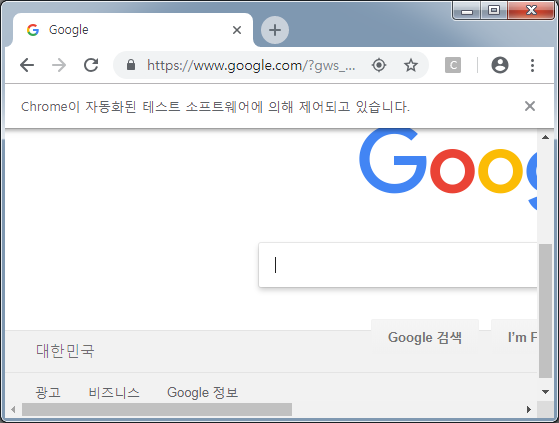 Google
https://www.google.com/?gws_...
C
Chrome이 자동화된 테스트 소프트웨어에 의해 제어되고 있습니다.
Goog
Google 검색 I'm F
대한민국
광고 비즈니스 Google 정보